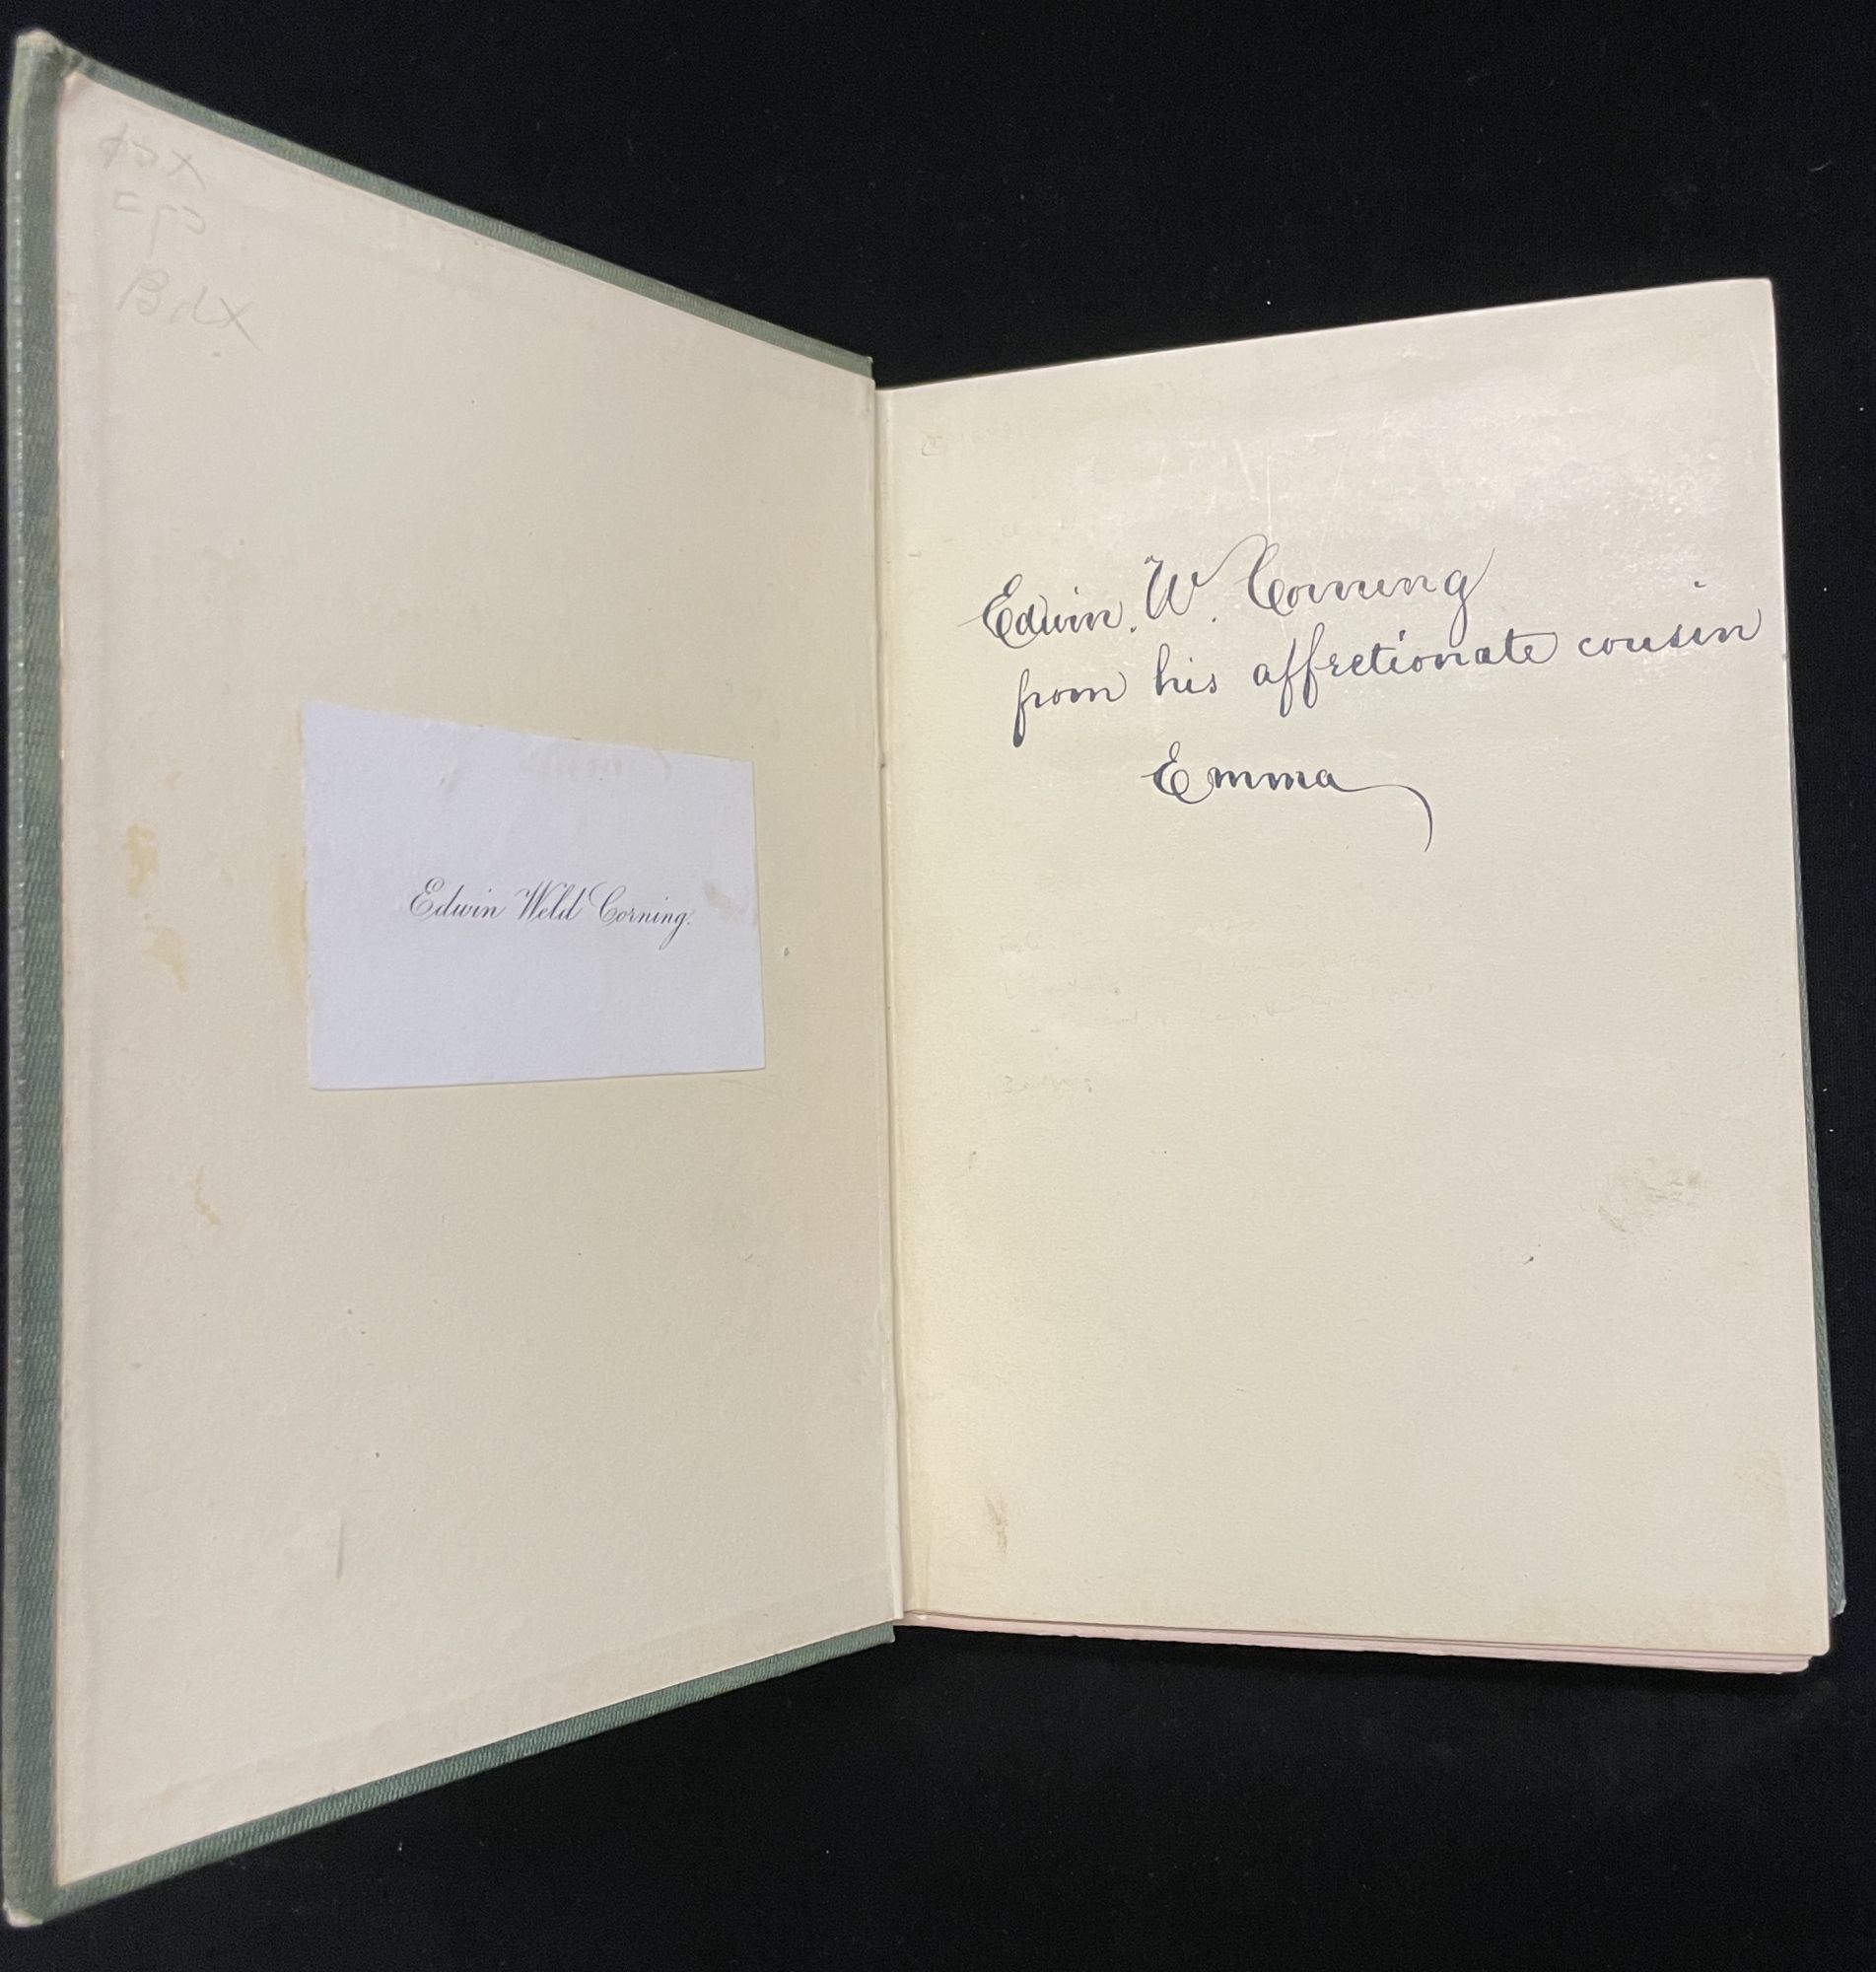 Edwin Weld Corning.
Edwin. W. Corning
from his affectionate cousin
Emma